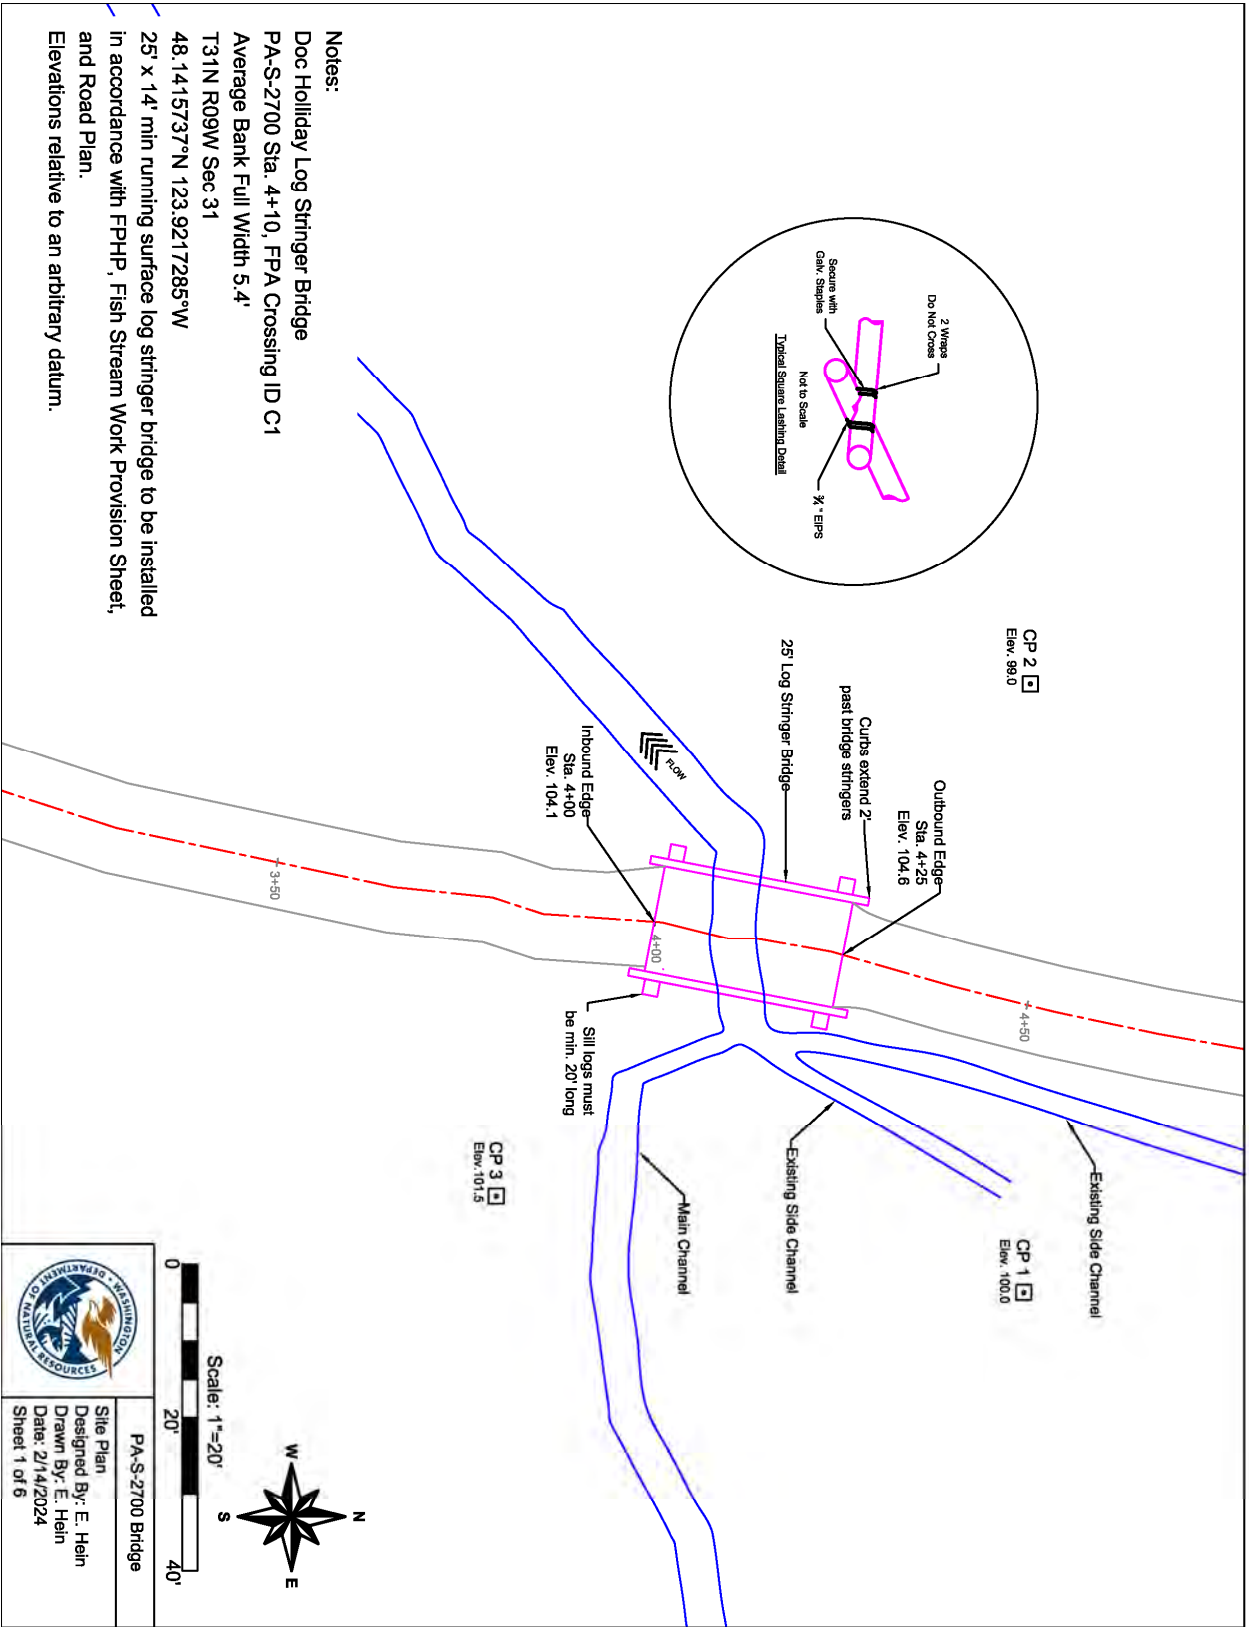 Notes:
Doc Holliday Log Stringer Bridge
PA-S-2700 Sta. 4+10, FPA Crossing ID C1
Average Bank Full Width 5.4'
T31N R09W Sec 31
48.1415737°N 123.9217285°W
25' x 14' min running surface log stringer bridge to be installed
in accordance with FPHP, Fish Stream Work Provision Sheet,
and Road Plan.
Elevations relative to an arbitrary datum.
2 Wraps
Do Not Cross
Secure with
Galv. Staples
¾" EIPS
Not to Scale
Typical Square Lashing Detail
CP 2
Elev. 99.0
Outbound Edge
Sta. 4+25
Elev. 104.6
Curbs extend 2'
past bridge stringers
25' Log Stringer Bridge
FLOW
Inbound Edge
Sta. 4+00
Elev. 104.1
3+50
4+00
4+50
Sill logs must
be min. 20' long
Existing Side Channel
CP 1
Elev. 100.0
Existing Side Channel
Main Channel
CP 3
Elev.101.5
N
W
E
S
Scale: 1"=20'
0
20'
40'
WASHINGTON
DEPARTMENT OF NATURAL RESOURCES
PA-S-2700 Bridge
Site Plan
Designed By: E. Hein
Drawn By: E. Hein
Date: 2/14/2024
Sheet 1 of 6